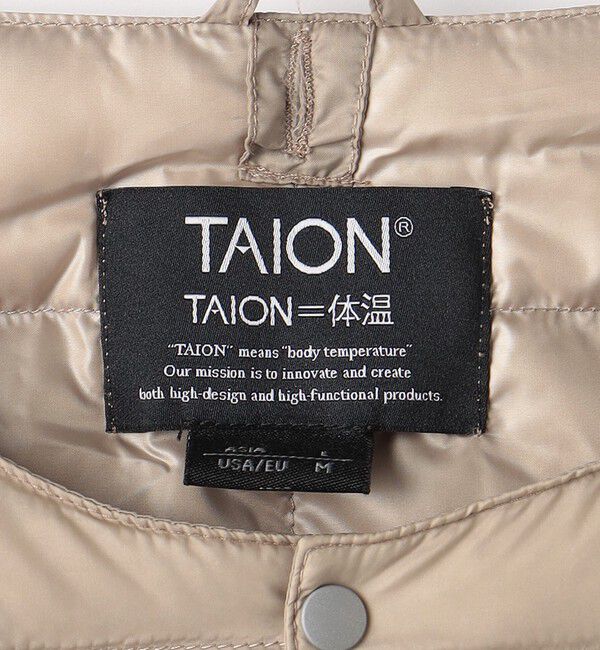 TAION®
TAION=体温
"TAION" means "body temperature"
Our mission is to innovate and create
both high-design and high-functional products.
ASIA L
USA/EU M